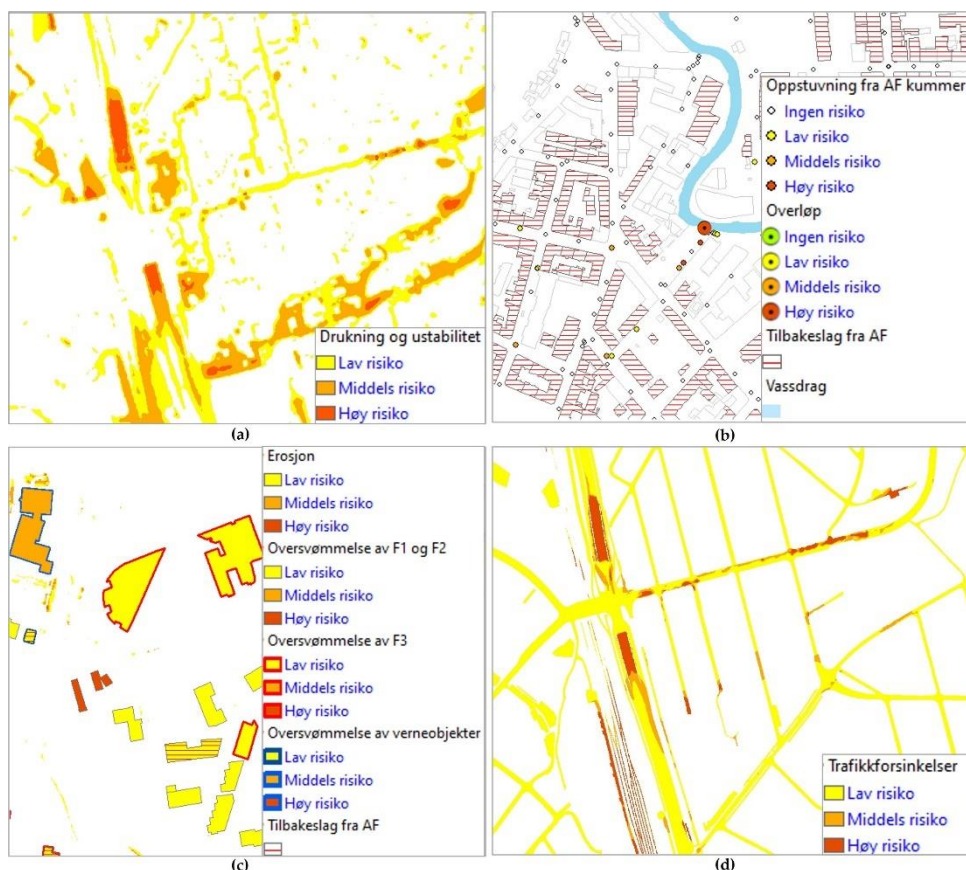 Drukning og ustabilitet
Lav risiko
Middels risiko
Høy risiko
(a)
Oppstuvning fra AF kummer
Ingen risiko
Lav risiko
Middels risiko
Høy risiko
Overløp
Ingen risiko
Lav risiko
Middels risiko
Høy risiko
Tilbakeslag fra AF
Vassdrag
(b)
Erosjon
Lav risiko
Middels risiko
Høy risiko
Oversvømmelse av F1 og F2
Lav risiko
Middels risiko
Høy risiko
Oversvømmelse av F3
Lav risiko
Middels risiko
Høy risiko
Oversvømmelse av verneobjekter
Lav risiko
Middels risiko
Høy risiko
Tilbakeslag fra AF
(c)
Trafikkforsinkelser
Lav risiko
Middels risiko
Høy risiko
(d)